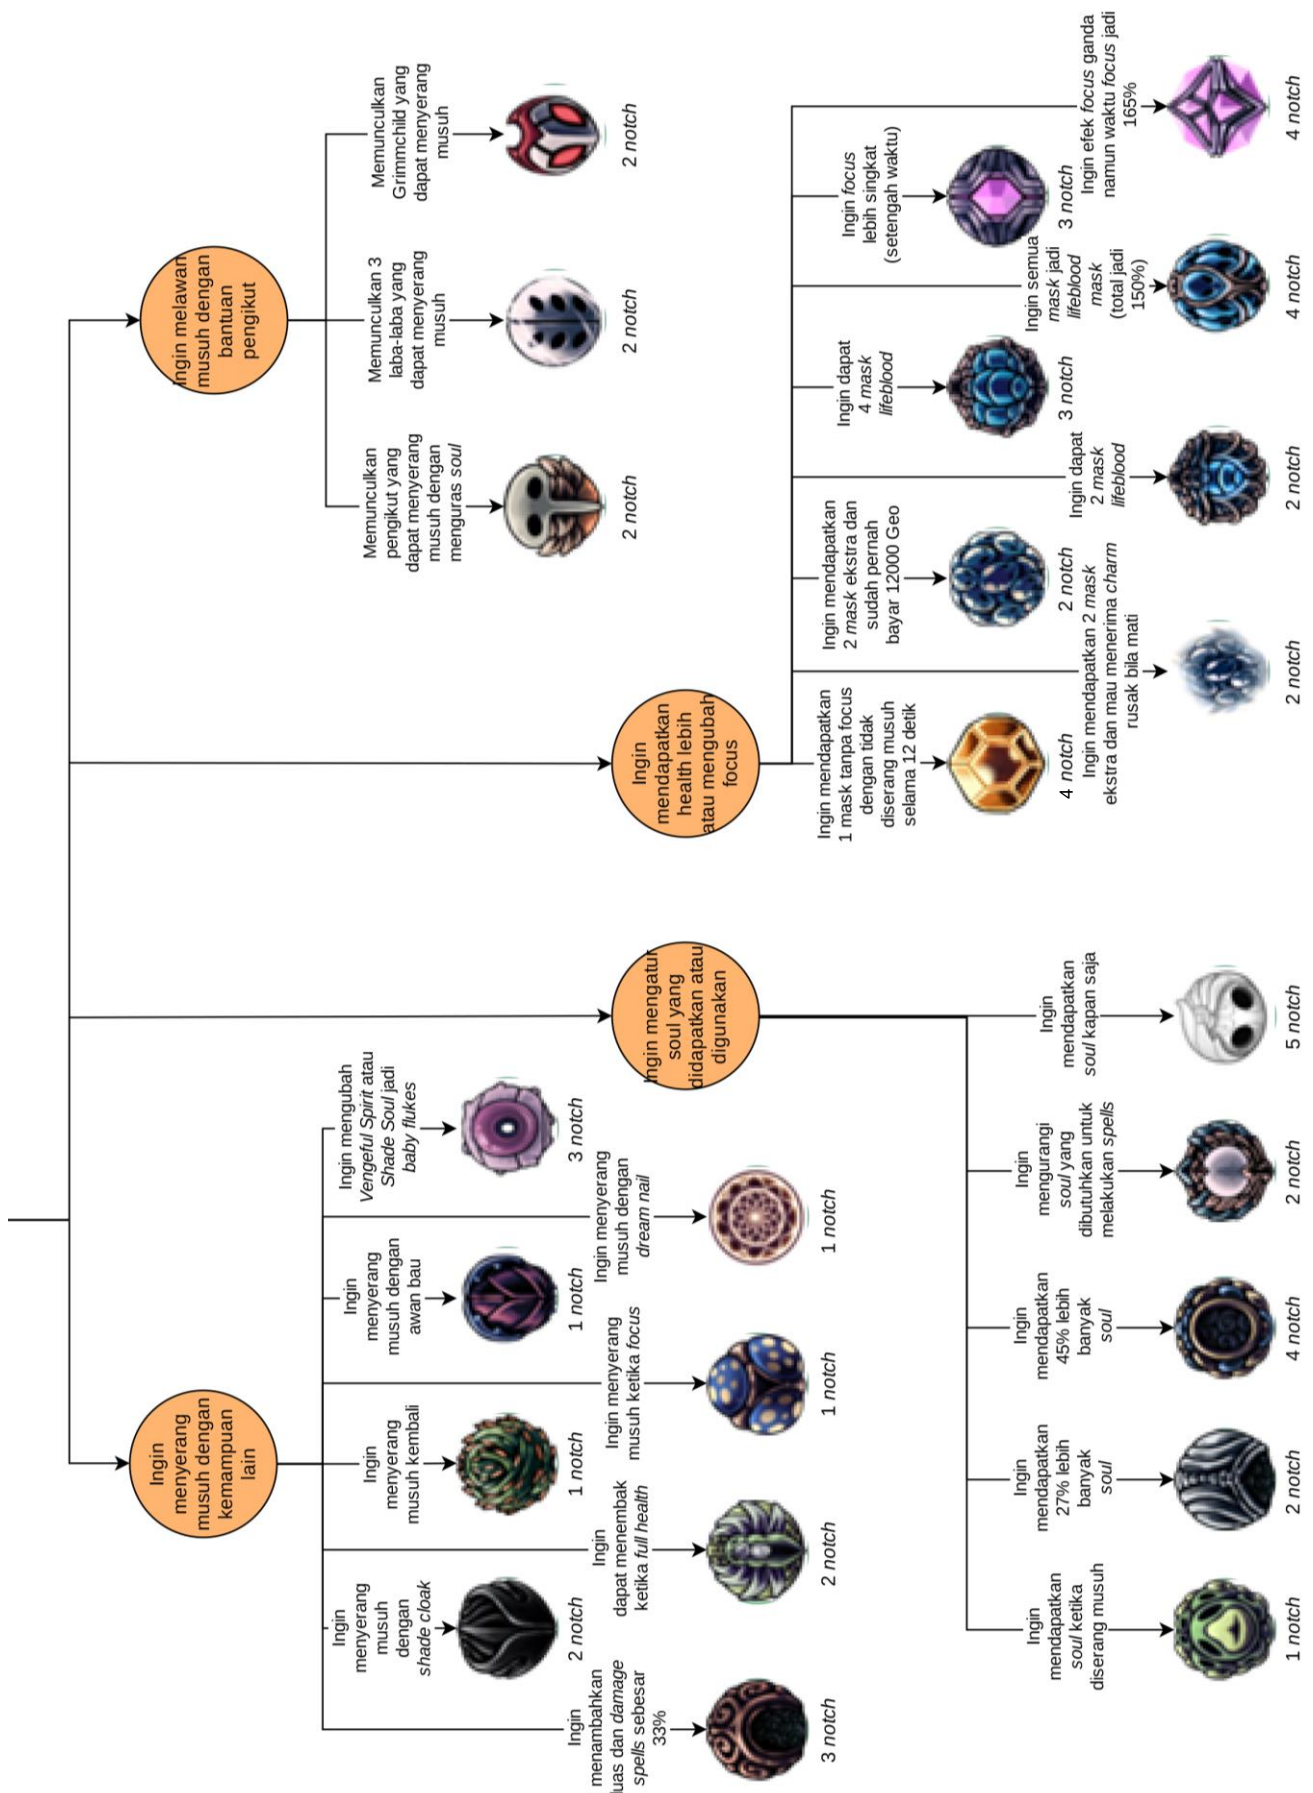 Ingin
menyerang
musuh dengan
kemampuan
lain
Ingin
menambahkan
luas dan damage
spells sebesar
33%
3 notch
Ingin
menyerang
musuh
dengan
shade cloak
2 notch
Ingin
dapat menembak
ketika full health
2 notch
Ingin
menyerang
musuh kembali
1 notch
Ingin menyerang
musuh ketika focus
1 notch
Ingin
menyerang
musuh dengan
awan bau
1 notch
Ingin menyerang
musuh dengan
dream nail
1 notch
Ingin mengubah
Vengeful Spirit atau
Shade Soul jadi
baby flukes
3 notch
Ingin mengatur
soul yang
didapatkan atau
digunakan
Ingin
mendapatkan
soul ketika
diserang musuh
1 notch
Ingin
mendapatkan
27% lebih
banyak
soul
2 notch
Ingin
mendapatkan
45% lebih
banyak
soul
4 notch
Ingin
mengurangi
soul yang
dibutuhkan untuk
melakukan spells
2 notch
Ingin
mendapatkan
soul kapan saja
5 notch
Ingin
mendapatkan
health lebih
atau mengubah
focus
Ingin mendapatkan
1 mask tanpa focus
dengan tidak
diserang musuh
selama 12 detik
4 notch
Ingin mendapatkan 2 mask
ekstra dan mau menerima charm
rusak bila mati
2 notch
Ingin mendapatkan
2 mask ekstra dan
sudah pernah
bayar 12000 Geo
2 notch
Ingin dapat
2 mask
lifeblood
2 notch
Ingin dapat
4 mask
lifeblood
3 notch
Ingin semua
mask jadi
lifeblood
mask
(total jadi
150%)
4 notch
Ingin focus
lebih singkat
(setengah waktu)
3 notch
Ingin efek focus ganda
namun waktu focus jadi
165%
4 notch
Ingin melawan
musuh dengan
bantuan
pengikut
Memunculkan
pengikut yang
dapat menyerang
musuh dengan
menguras soul
2 notch
Memunculkan 3
laba-laba yang
dapat menyerang
musuh
2 notch
Memunculkan
Grimmchild yang
dapat menyerang
musuh
2 notch